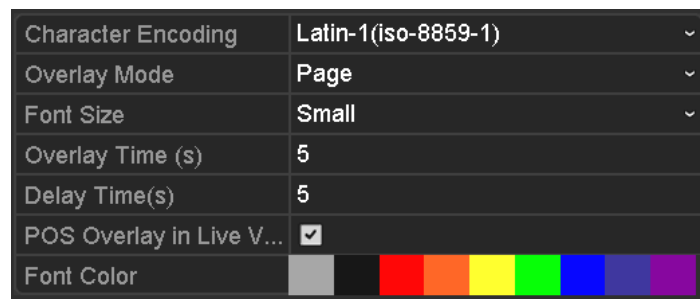 Character Encoding Latin-1(iso-8859-1)
Overlay Mode Page
Font Size Small
Overlay Time (s) 5
Delay Time(s) 5
POS Overlay in Live V...
Font Color